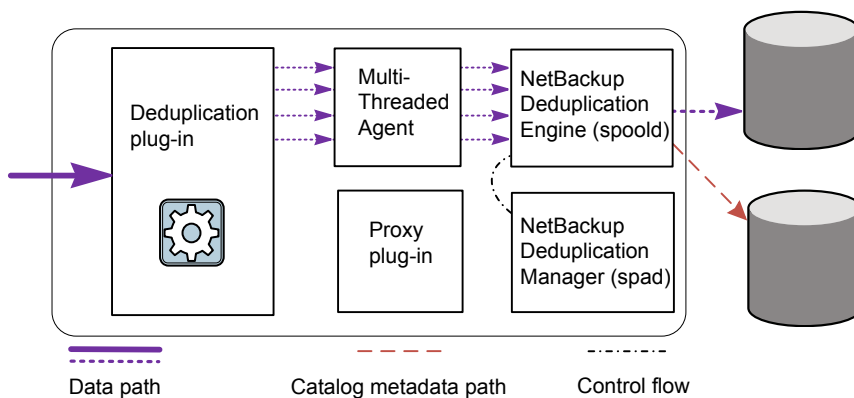 Deduplication
plug-in
Multi-
Threaded
Agent
NetBackup
Deduplication
Engine (spoold)
Proxy
plug-in
NetBackup
Deduplication
Manager (spad)
Data path
Catalog metadata path
Control flow